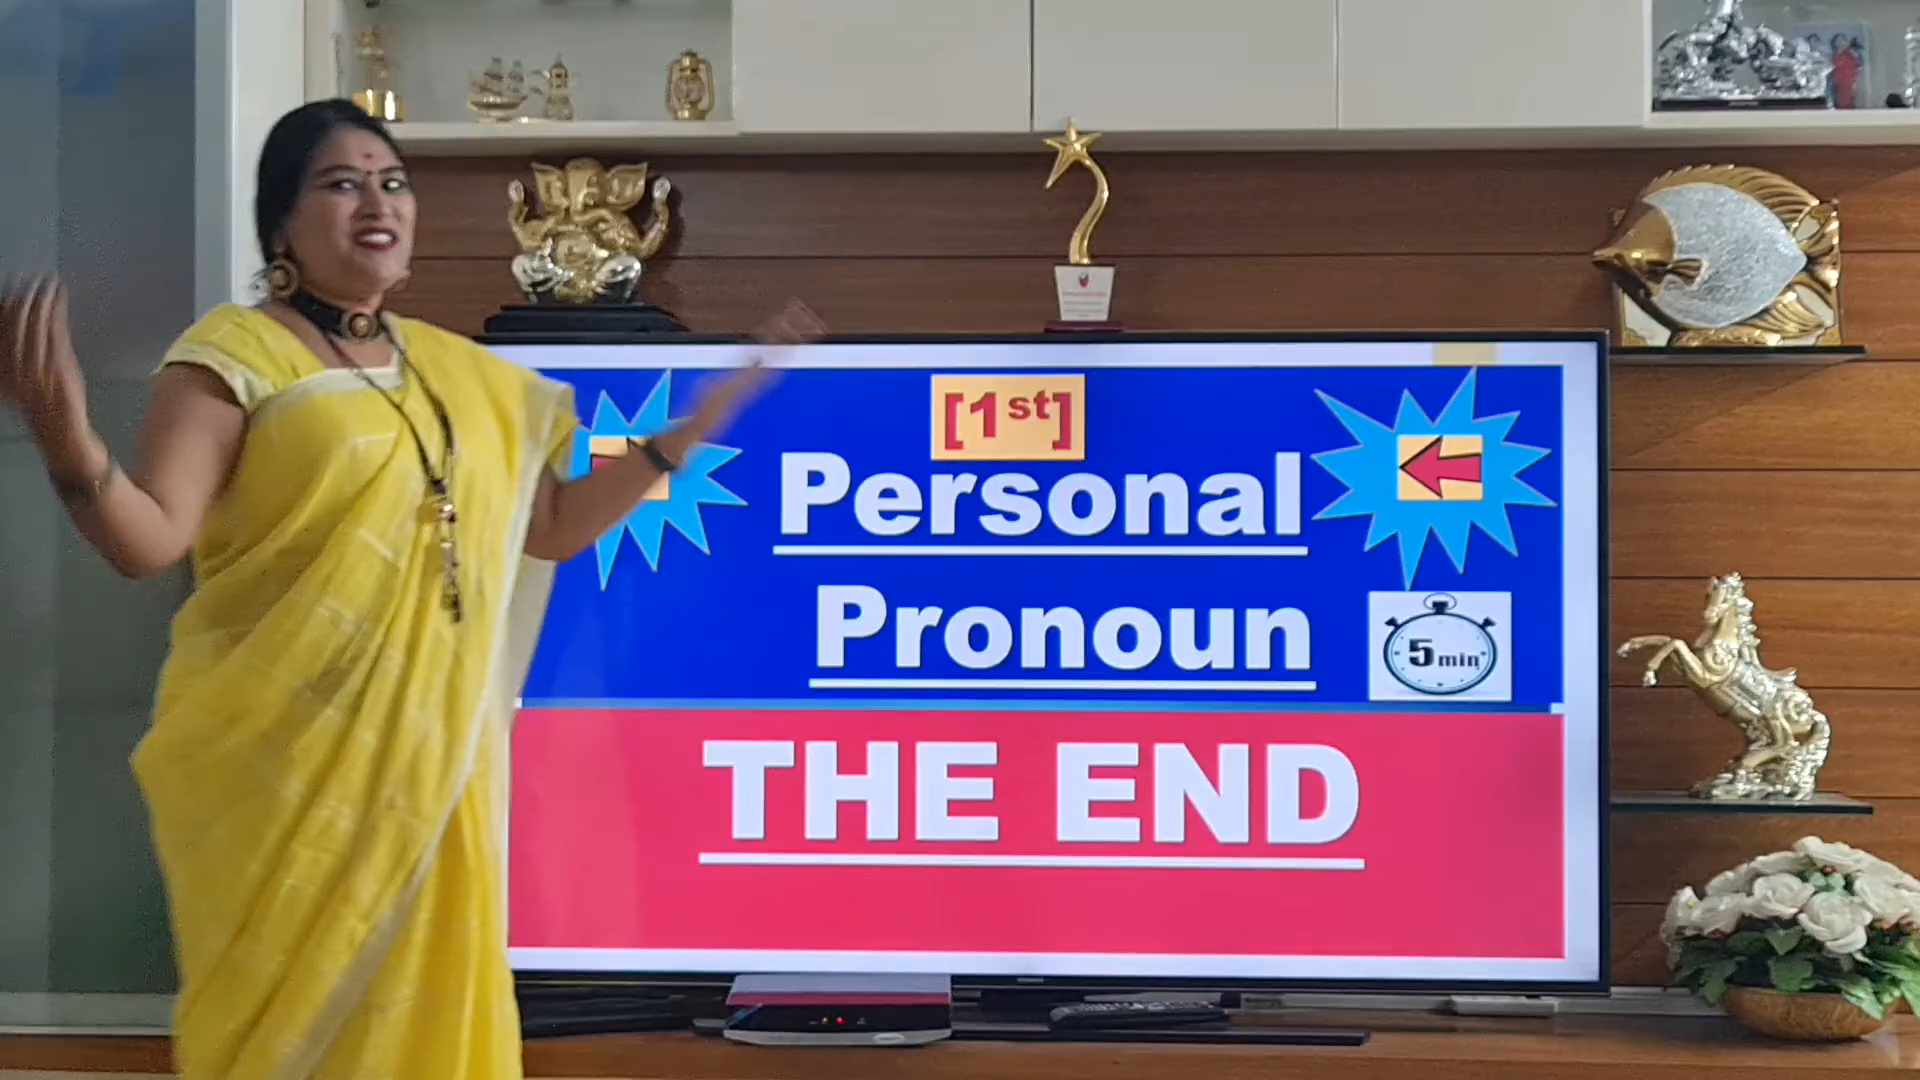 [1st]
Personal
Pronoun
5 min
THE END